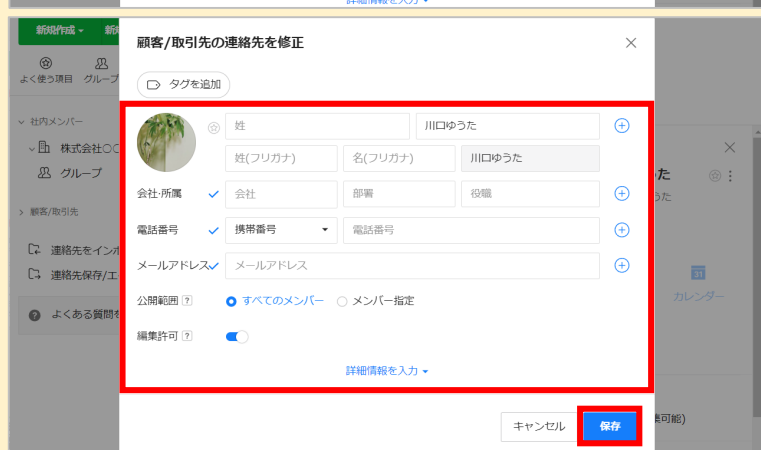 詳細情報を入力
新規作成 新
顧客/取引先の連絡先を修正
よく使う項目 グループ
タグを追加
社内メンバー
姓 川口ゆうた
株式会社○○
姓(フリガナ) 名(フリガナ) 川口ゆうた
グループ
会社·所属 会社 部署 役職
顧客/取引先
電話番号 携帯番号 電話番号
連絡先をインポ
メールアドレス メールアドレス
連絡先保存/エ
31
カレンダー
公開範囲 ? すべてのメンバー メンバー指定
? よくある質問を
編集許可 ?
詳細情報を入力
キャンセル 保存
集可能)